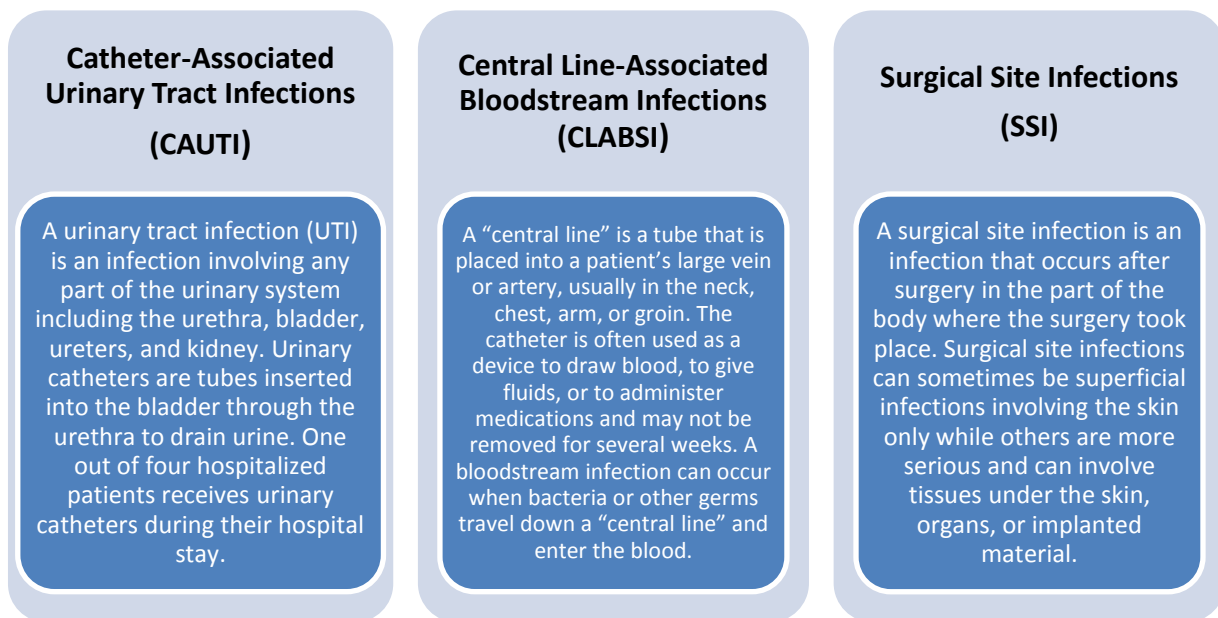 Catheter-Associated
Urinary Tract Infections
(CAUTI)
A urinary tract infection (UTI)
is an infection involving any
part of the urinary system
including the urethra, bladder,
ureters, and kidney. Urinary
catheters are tubes inserted
into the bladder through the
urethra to drain urine. One
out of four hospitalized
patients receives urinary
catheters during their hospital
stay.
Central Line-Associated
Bloodstream Infections
(CLABSI)
A “central line” is a tube that is
placed into a patient’s large vein
or artery, usually in the neck,
chest, arm, or groin. The
catheter is often used as a
device to draw blood, to give
fluids, or to administer
medications and may not be
removed for several weeks. A
bloodstream infection can occur
when bacteria or other germs
travel down a “central line” and
enter the blood.
Surgical Site Infections
(SSI)
A surgical site infection is an
infection that occurs after
surgery in the part of the
body where the surgery took
place. Surgical site infections
can sometimes be superficial
infections involving the skin
only while others are more
serious and can involve
tissues under the skin,
organs, or implanted
material.